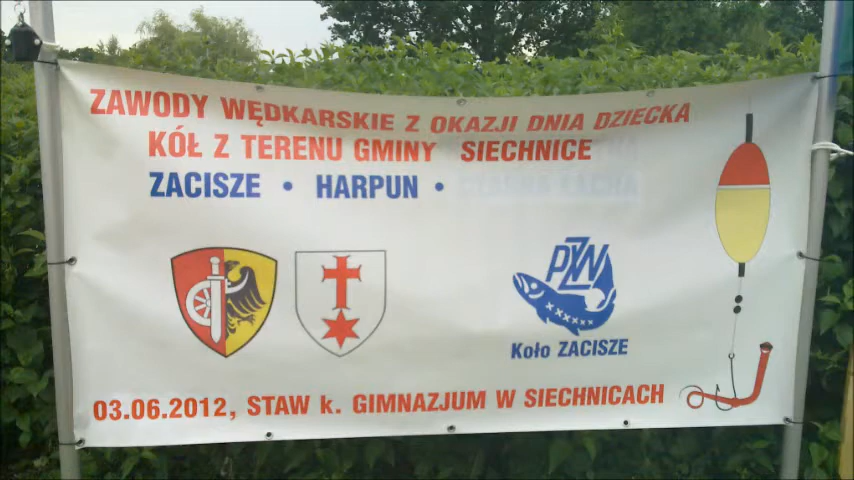 ZAWODY WĘDKARSKIE Z OKAZJI DNIA DZIECKA
KÓŁ Z TERENU GMINY SIECHNICE
ZACISZE • HARPUN •
PZW
Koło ZACISZE
03.06.2012, STAW k. GIMNAZJUM W SIECHNICACH